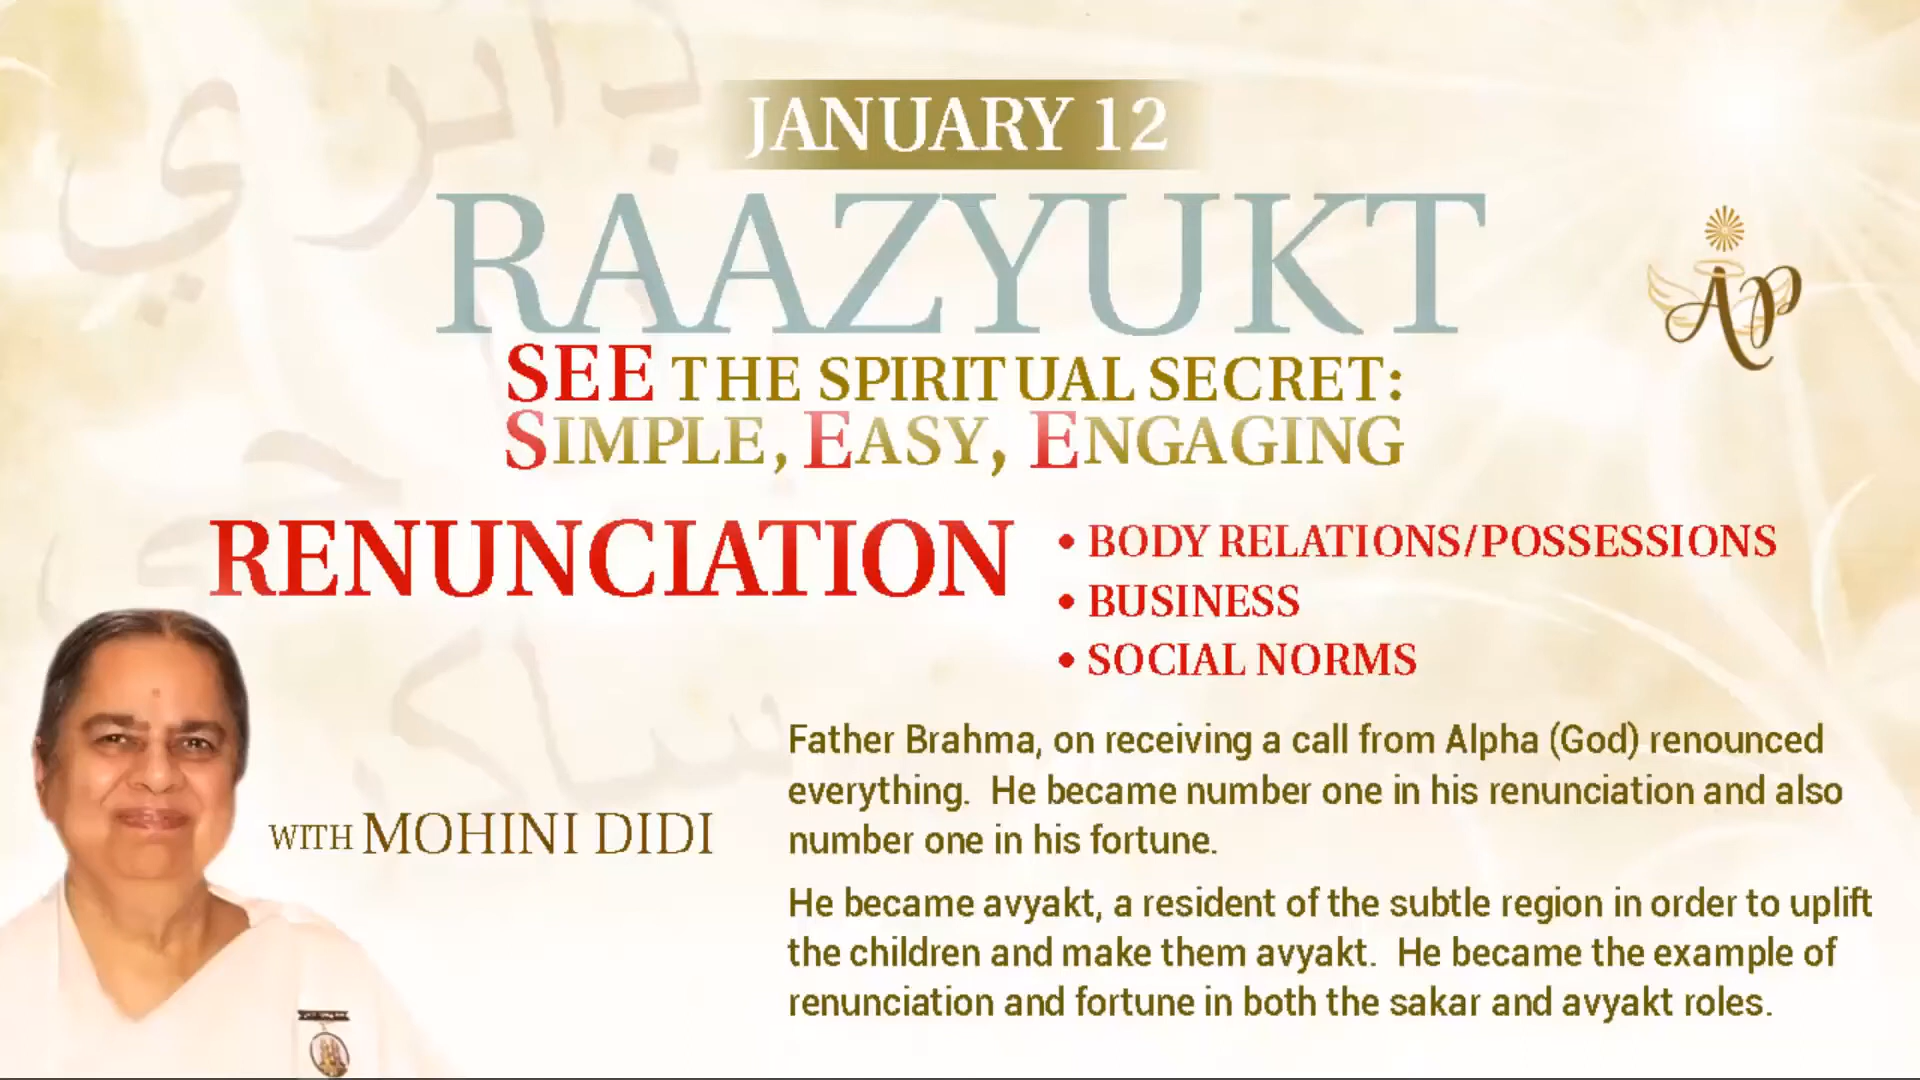 JANUARY 12
RAAZYUKT
SEE THE SPIRITUAL SECRET:
SIMPLE, EASY, ENGAGING
RENUNCIATION
• BODY RELATIONS/POSSESSIONS
• BUSINESS
• SOCIAL NORMS
AP
WITH MOHINI DIDI
Father Brahma, on receiving a call from Alpha (God) renounced
everything. He became number one in his renunciation and also
number one in his fortune.
He became avyakt, a resident of the subtle region in order to uplift
the children and make them avyakt. He became the example of
renunciation and fortune in both the sakar and avyakt roles.